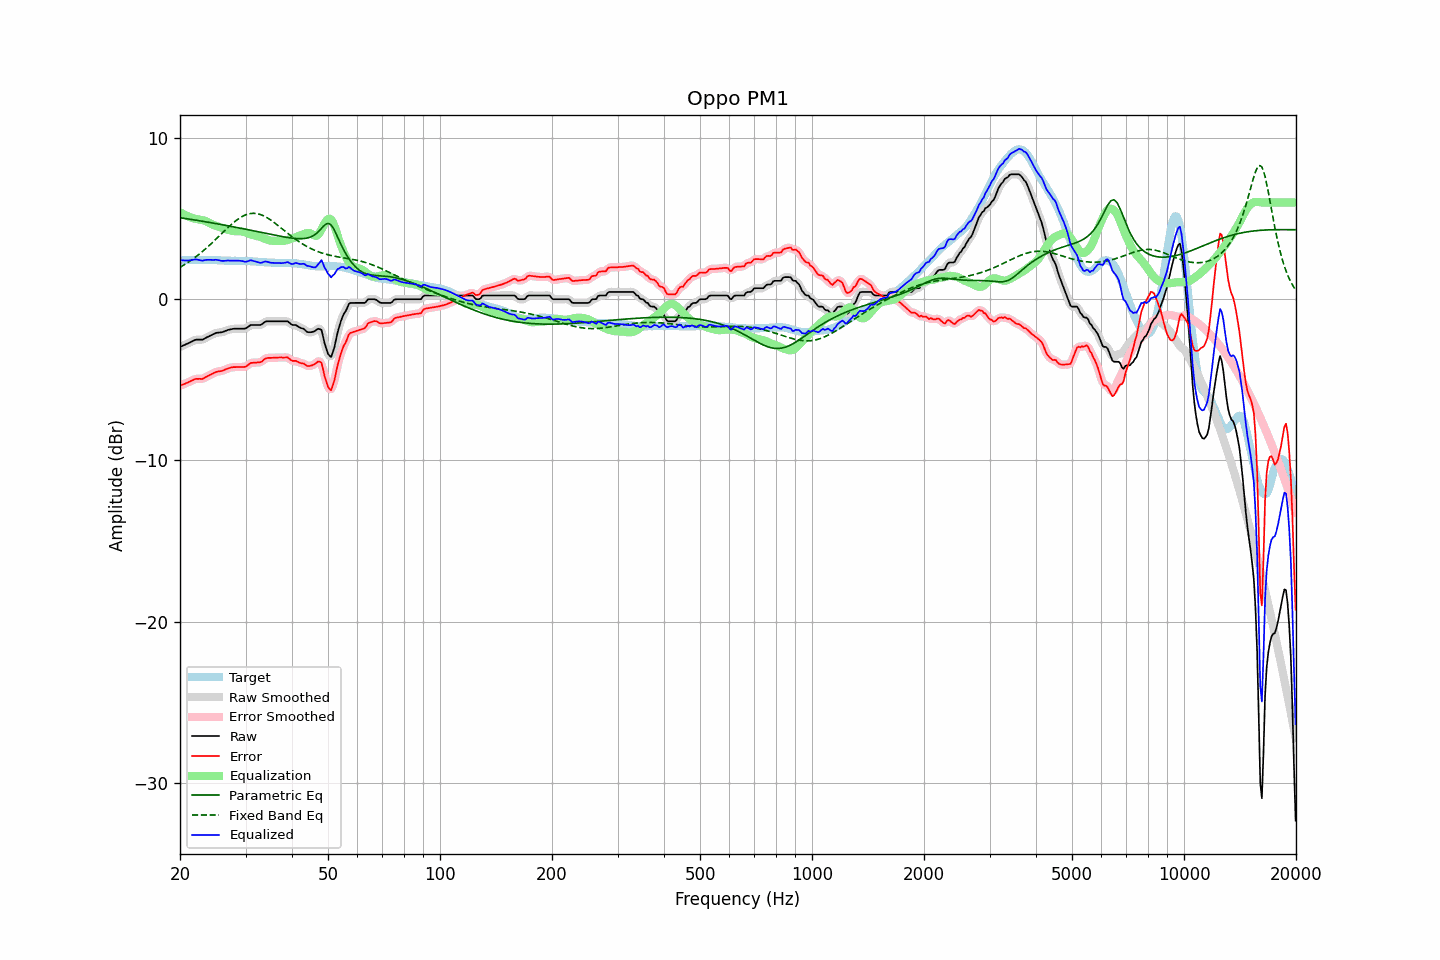 Oppo PM1
10
0
−10
−20
−30
Amplitude (dBr)
Target
Raw Smoothed
Error Smoothed
Raw
Error
Equalization
Parametric Eq
Fixed Band Eq
Equalized
20 50 100 200 500 1000 2000 5000 10000 20000
Frequency (Hz)